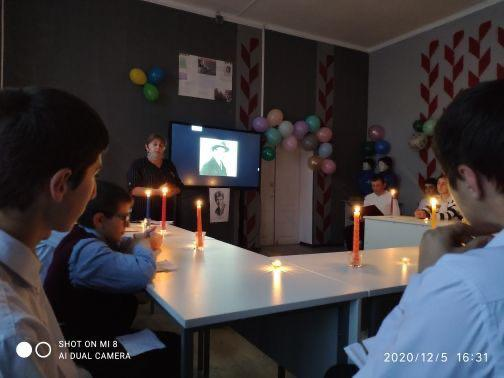 SHOT ON MI 8
AI DUAL CAMERA
2020/12/5 16:31